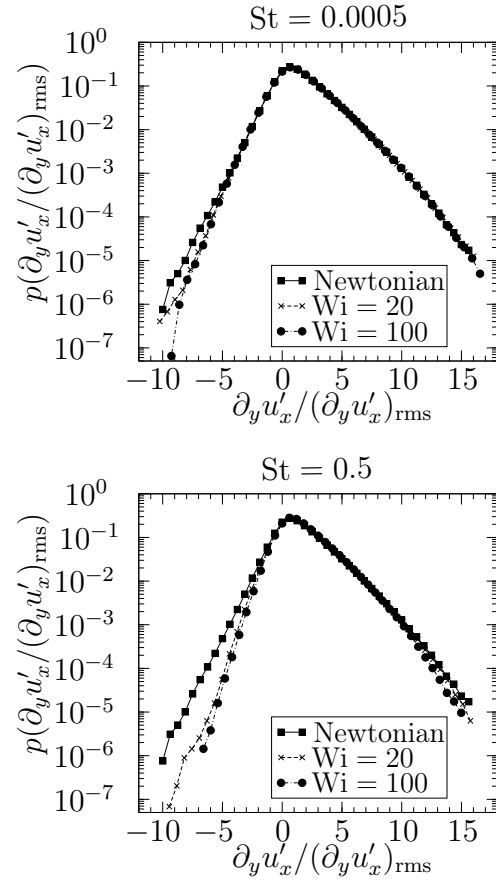 St = 0.0005
p(∂_y u'_x/(∂_y u'_x)_rms)
10^0
10^-1
10^-2
10^-3
10^-4
10^-5
10^-6
10^-7
Newtonian
Wi = 20
Wi = 100
−10 −5 0 5 10 15
∂_y u'_x/(∂_y u'_x)_rms
St = 0.5
p(∂_y u'_x/(∂_y u'_x)_rms)
10^0
10^-1
10^-2
10^-3
10^-4
10^-5
10^-6
10^-7
Newtonian
Wi = 20
Wi = 100
−10 −5 0 5 10 15
∂_y u'_x/(∂_y u'_x)_rms